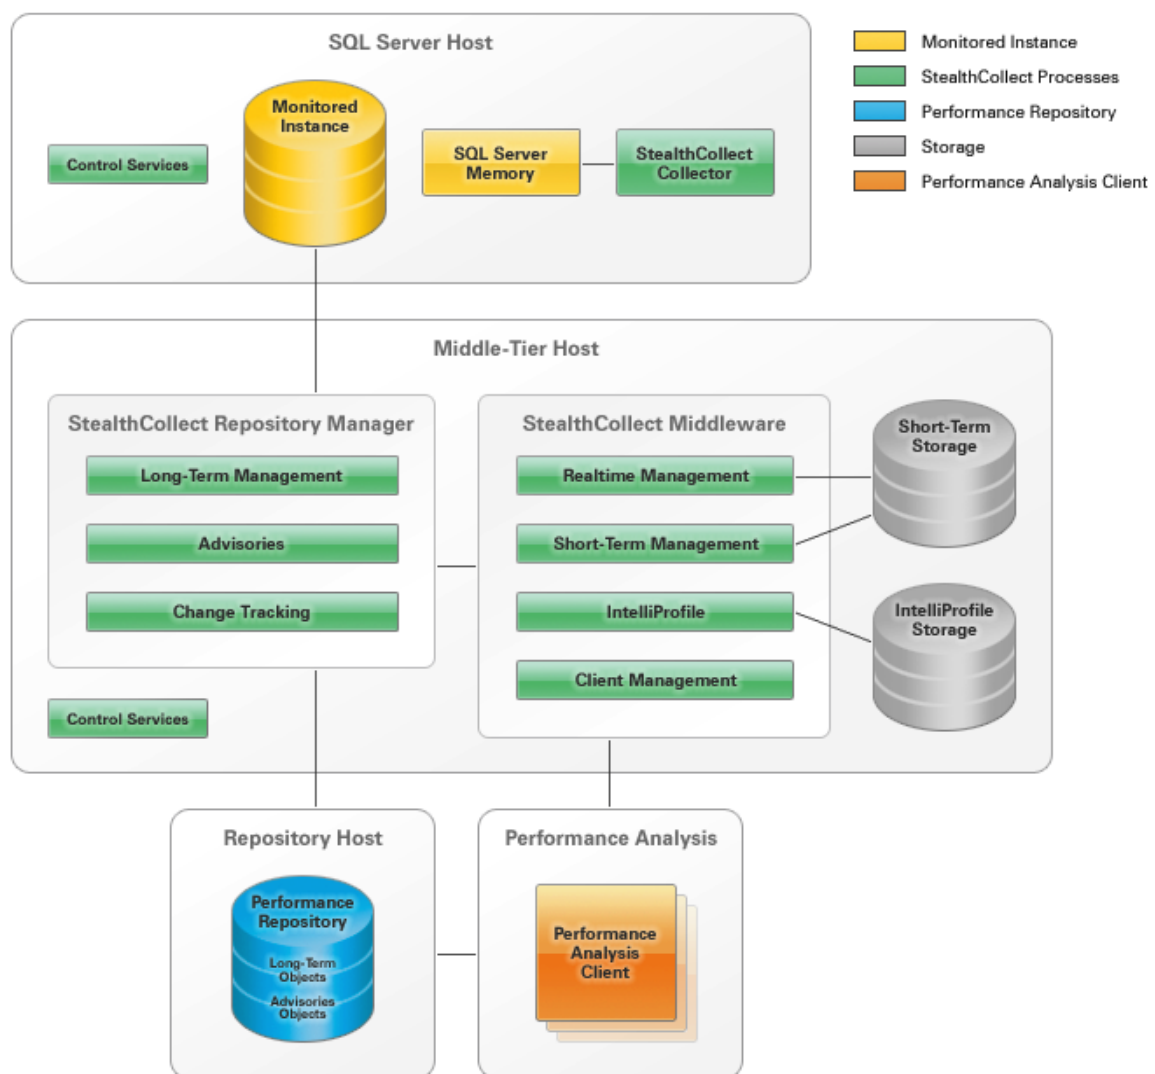 SQL Server Host
Monitored
Instance
Control Services
SQL Server
Memory
StealthCollect
Collector
Monitored Instance
StealthCollect Processes
Performance Repository
Storage
Performance Analysis Client
Middle-Tier Host
StealthCollect Repository Manager
Long-Term Management
Advisories
Change Tracking
Control Services
StealthCollect Middleware
Realtime Management
Short-Term Management
IntelliProfile
Client Management
Short-Term
Storage
IntelliProfile
Storage
Repository Host
Performance
Repository
Long-Term
Objects
Advisories
Objects
Performance Analysis
Performance
Analysis
Client